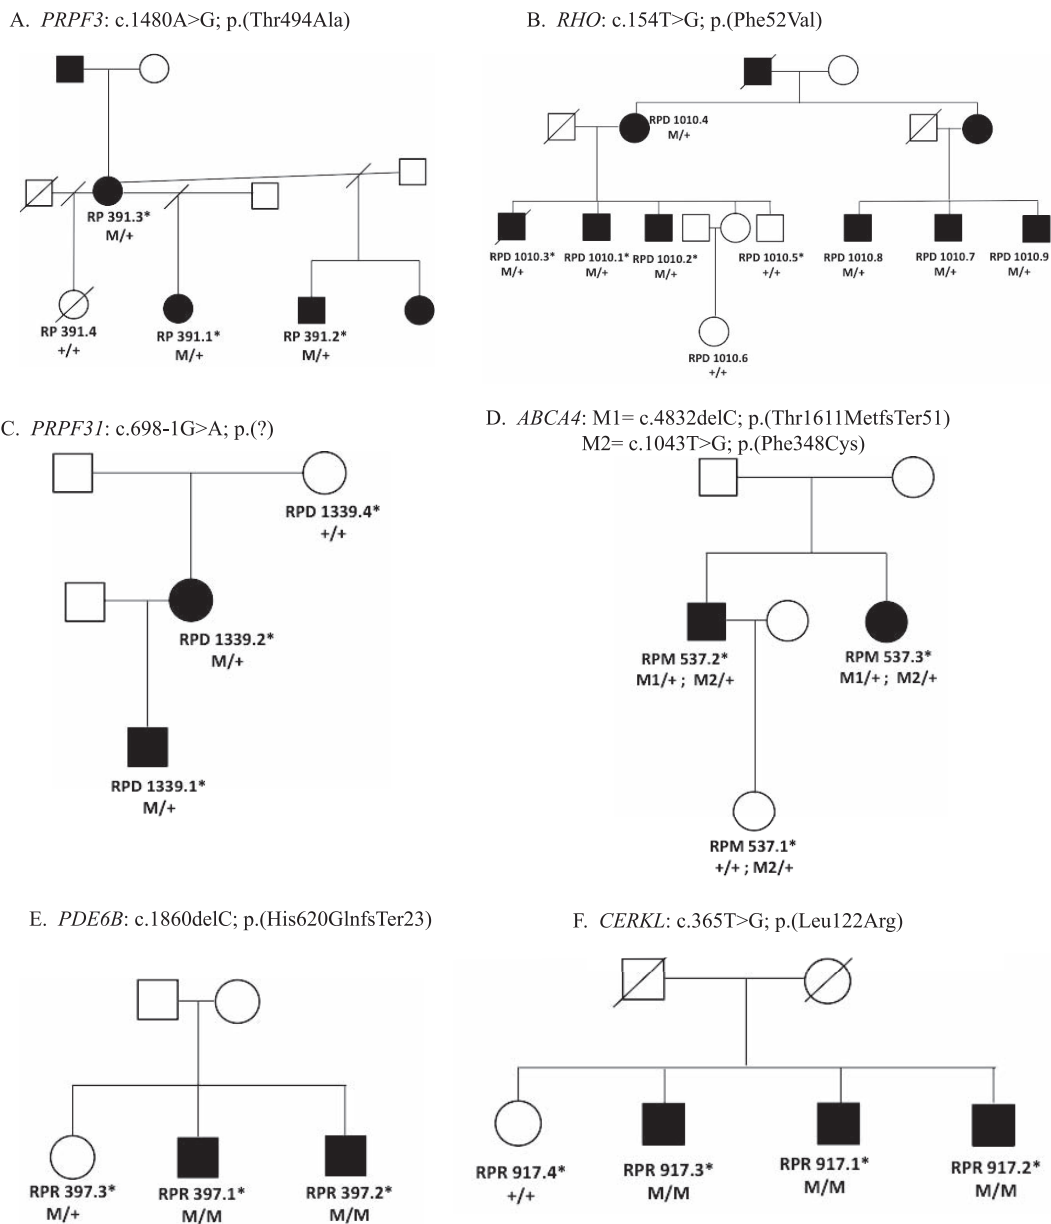 A. PRPF3: c.1480A>G; p.(Thr494Ala)
B. RHO: c.154T>G; p.(Phe52Val)
RPD 1010.4
M/+
RP 391.3*
M/+
RPD 1010.3*
M/+
RPD 1010.1*
M/+
RPD 1010.2*
M/+
RPD 1010.5*
+/+
RPD 1010.8
M/+
RPD 1010.7
M/+
RPD 1010.9
M/+
RP 391.4
+/+
RP 391.1*
M/+
RP 391.2*
M/+
RPD 1010.6
+/+
C. PRPF31: c.698-1G>A; p.(?)
RPD 1339.4*
+/+
RPD 1339.2*
M/+
RPD 1339.1*
M/+
D. ABCA4: M1= c.4832delC; p.(Thr1611MetfsTer51)
M2= c.1043T>G; p.(Phe348Cys)
RPM 537.2*
M1/+ ; M2/+
RPM 537.3*
M1/+ ; M2/+
RPM 537.1*
+/+ ; M2/+
E. PDE6B: c.1860delC; p.(His620GlnfsTer23)
RPR 397.3*
M/+
RPR 397.1*
M/M
RPR 397.2*
M/M
F. CERKL: c.365T>G; p.(Leu122Arg)
RPR 917.4*
+/+
RPR 917.3*
M/M
RPR 917.1*
M/M
RPR 917.2*
M/M